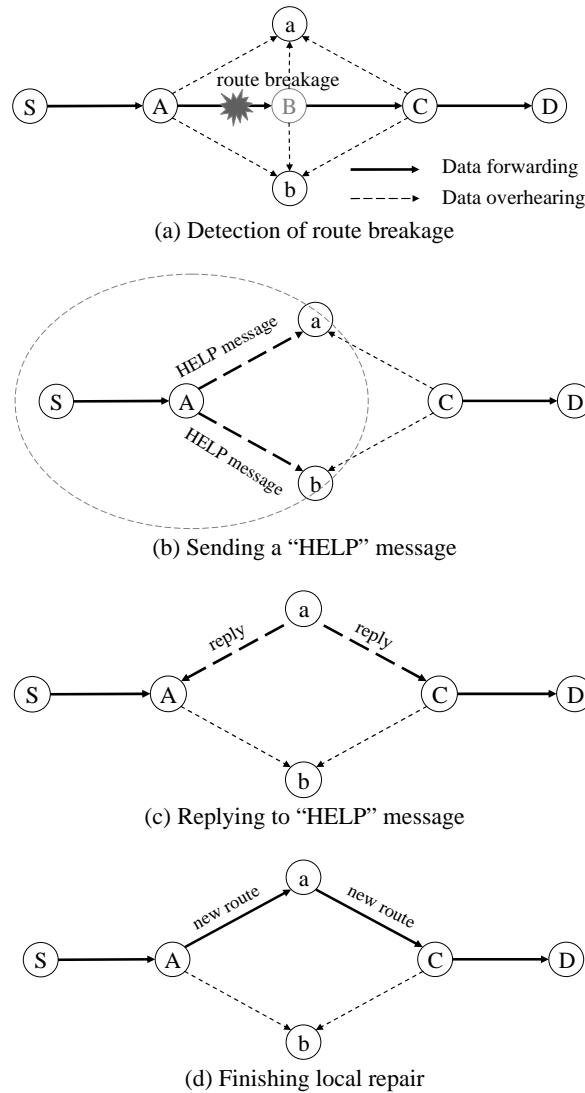 a
route breakage
S A B C D
b
Data forwarding
Data overhearing
(a) Detection of route breakage
a
HELP message
S A C D
HELP message
b
(b) Sending a “HELP” message
a
reply reply
S A C D
b
(c) Replying to “HELP” message
a
new route new route
S A C D
b
(d) Finishing local repair